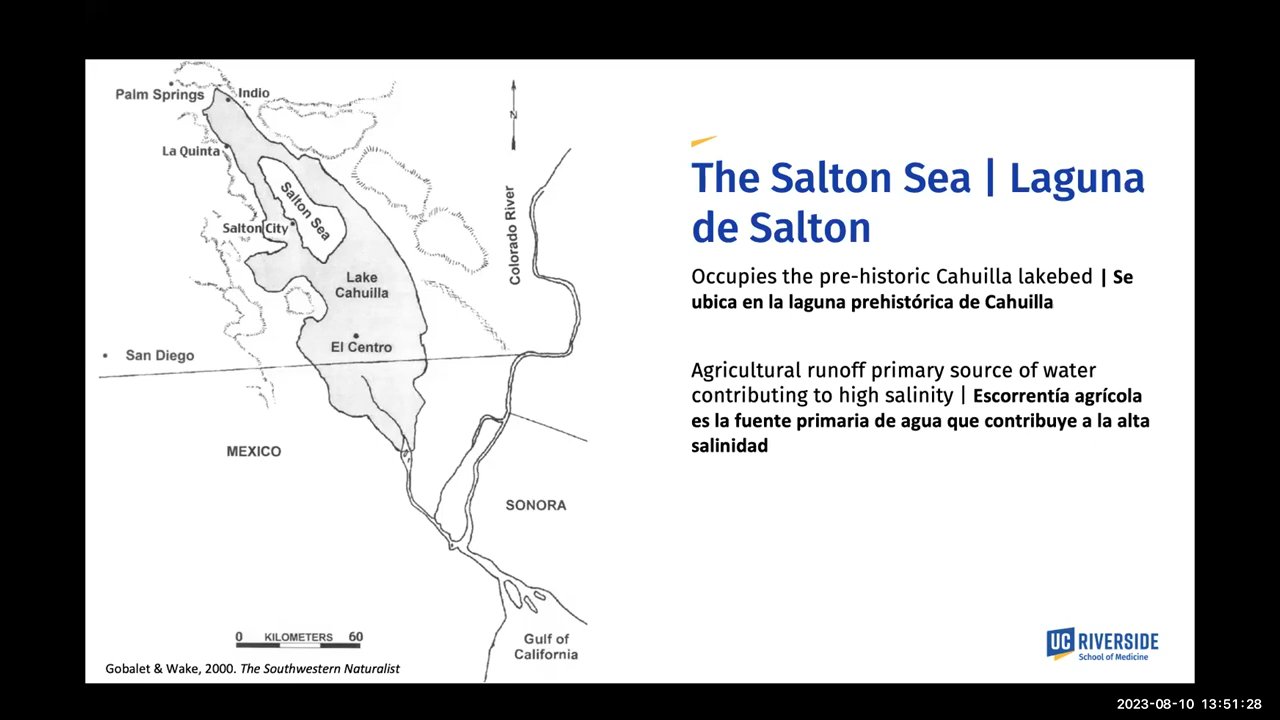 Palm Springs
Indio
La Quinta
Salton City
Salton Sea
Lake
Cahuilla
El Centro
San Diego
MEXICO
N
Colorado River
SONORA
Gulf of
California
0 KILOMETERS 60
Gobalet & Wake, 2000. The Southwestern Naturalist
The Salton Sea | Laguna
de Salton
Occupies the pre-historic Cahuilla lakebed | Se
ubica en la laguna prehistórica de Cahuilla
Agricultural runoff primary source of water
contributing to high salinity | Escorrentía agrícola
es la fuente primaria de agua que contribuye a la alta
salinidad
UC RIVERSIDE
School of Medicine
2023-08-10 13:51:28